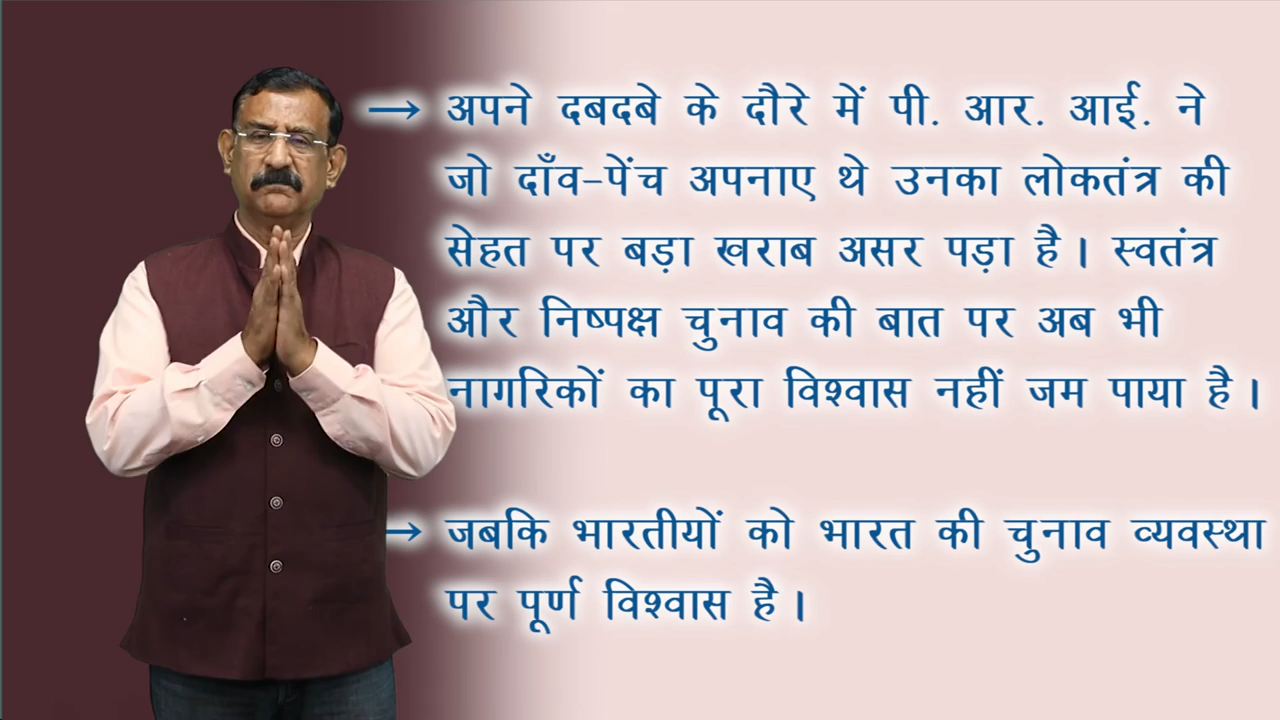 → अपने दबदबे के दौरे में पी. आर. आई. ने
जो दाँव-पेंच अपनाए थे उनका लोकतंत्र की
सेहत पर बड़ा खराब असर पड़ा है। स्वतंत्र
और निष्पक्ष चुनाव की बात पर अब भी
नागरिकों का पूरा विश्वास नहीं जम पाया है।
→ जबकि भारतीयों को भारत की चुनाव व्यवस्था
पर पूर्ण विश्वास है।